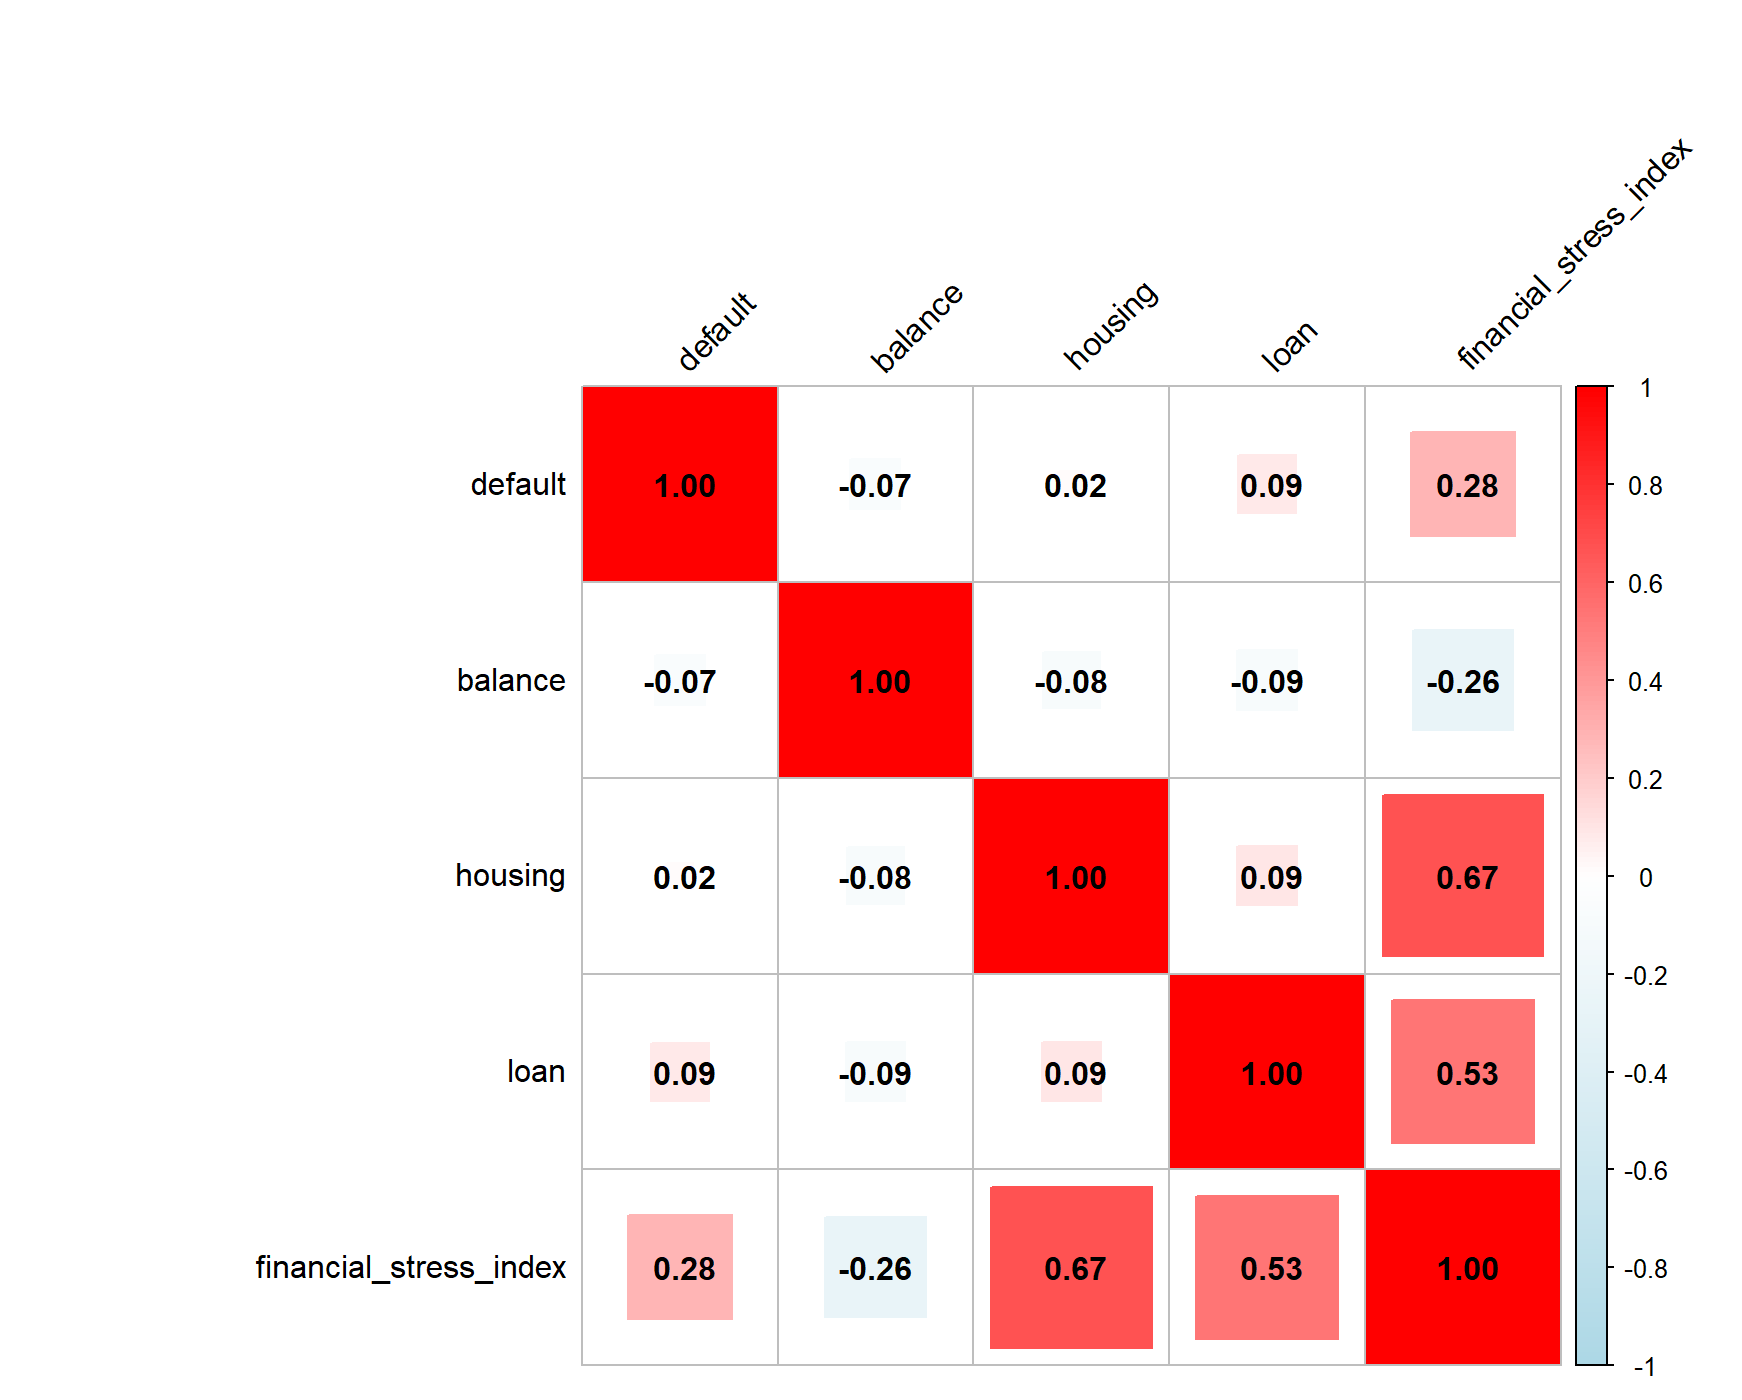 default balance housing loan financial_stress_index
default 1.00 -0.07 0.02 0.09 0.28
balance -0.07 1.00 -0.08 -0.09 -0.26
housing 0.02 -0.08 1.00 0.09 0.67
loan 0.09 -0.09 0.09 1.00 0.53
financial_stress_index 0.28 -0.26 0.67 0.53 1.00
1
0.8
0.6
0.4
0.2
0
-0.2
-0.4
-0.6
-0.8
-1